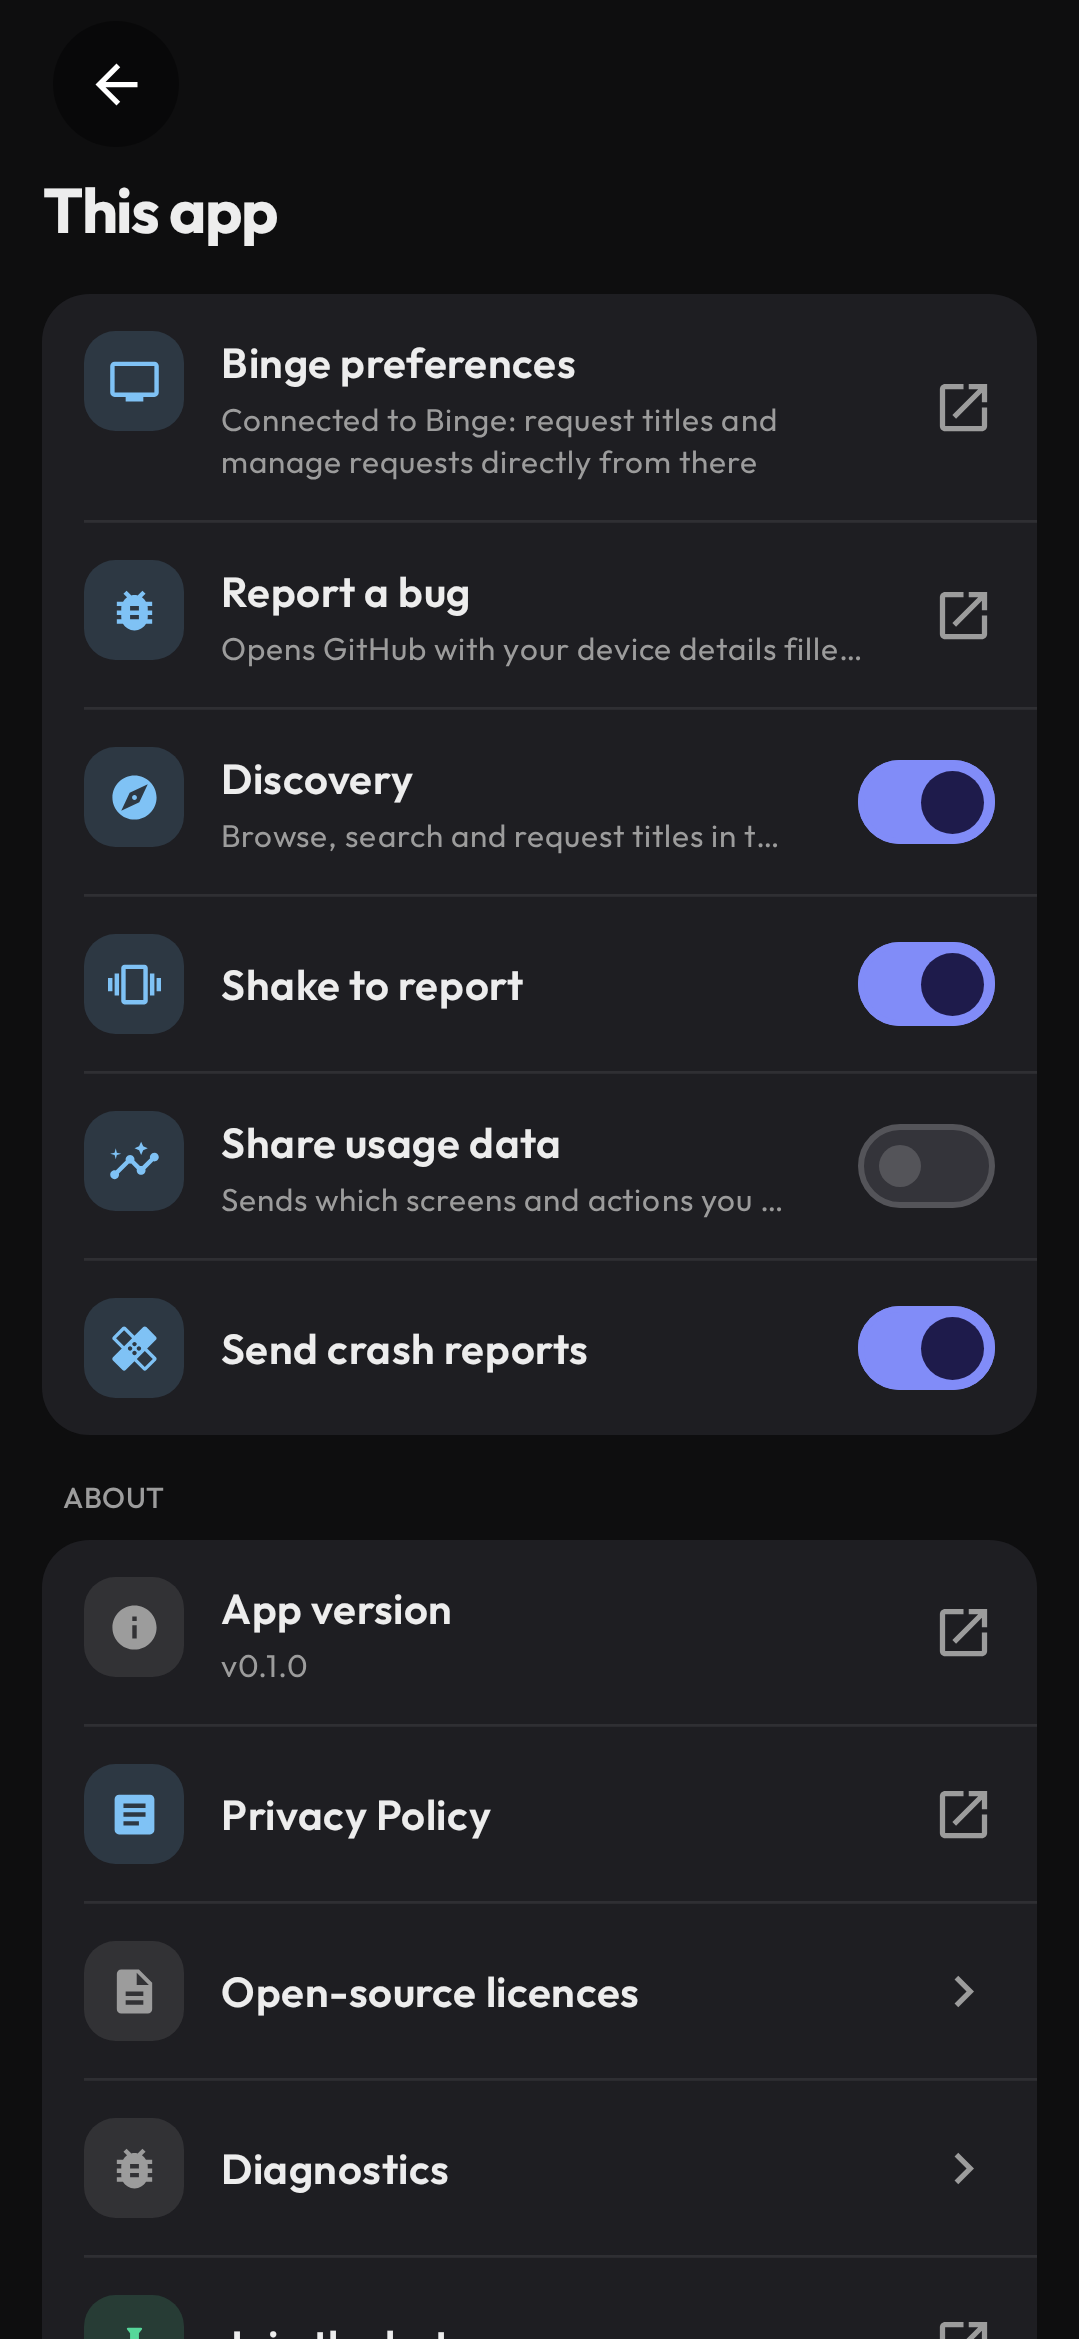 This app
Binge preferences
Connected to Binge: request titles and
manage requests directly from there
Report a bug
Opens GitHub with your device details fille...
Discovery
Browse, search and request titles in t...
Shake to report
Share usage data
Sends which screens and actions you ...
Send crash reports
ABOUT
App version
v0.1.0
Privacy Policy
Open-source licences
Diagnostics